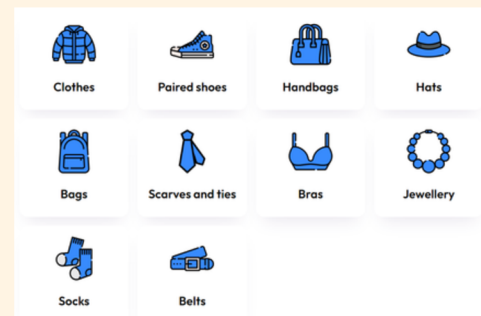 Clothes
Paired shoes
Handbags
Hats
Bags
Scarves and ties
Bras
Jewellery
Socks
Belts